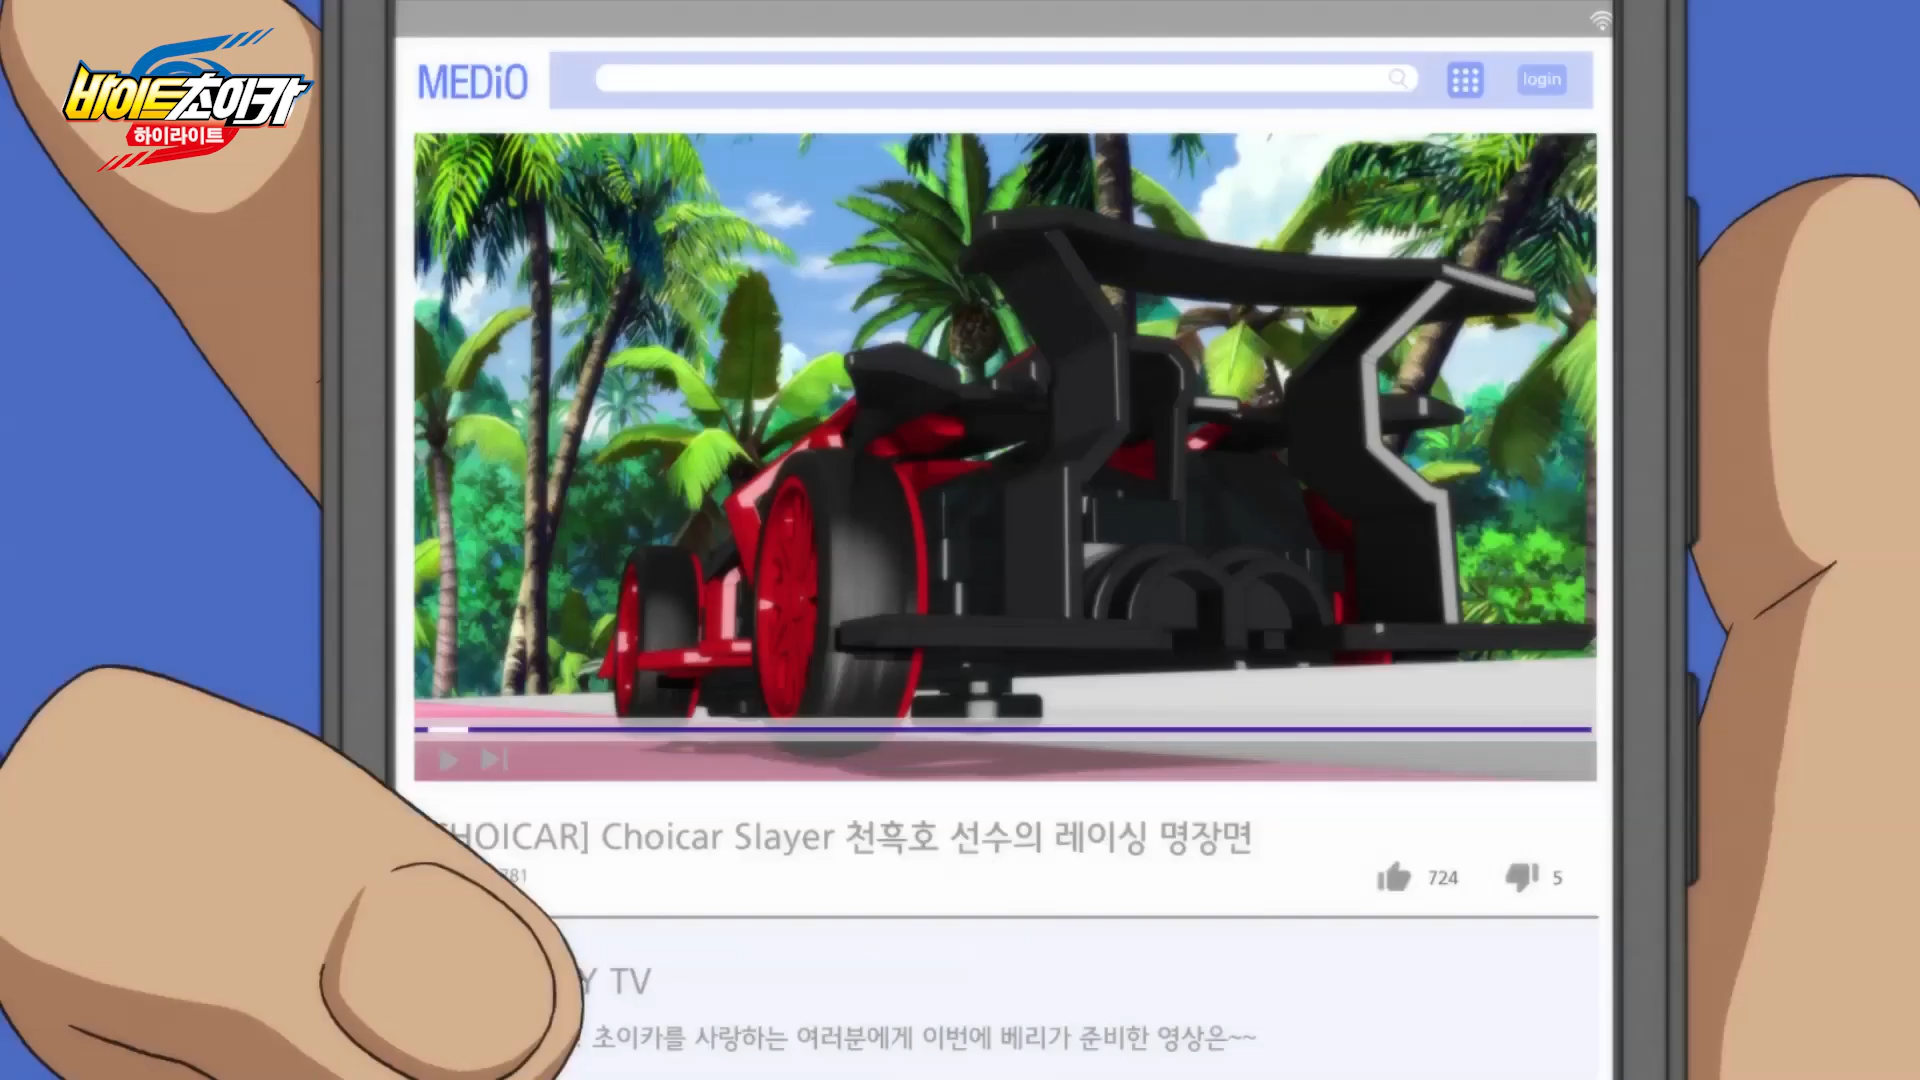 바이트초이카
하이라이트
MEDiO
login
HOICAR] Choicar Slayer 천흑호 선수의 레이싱 명장면
781
724
5
Y TV
초이카를 사랑하는 여러분에게 이번에 베리가 준비한 영상은~~